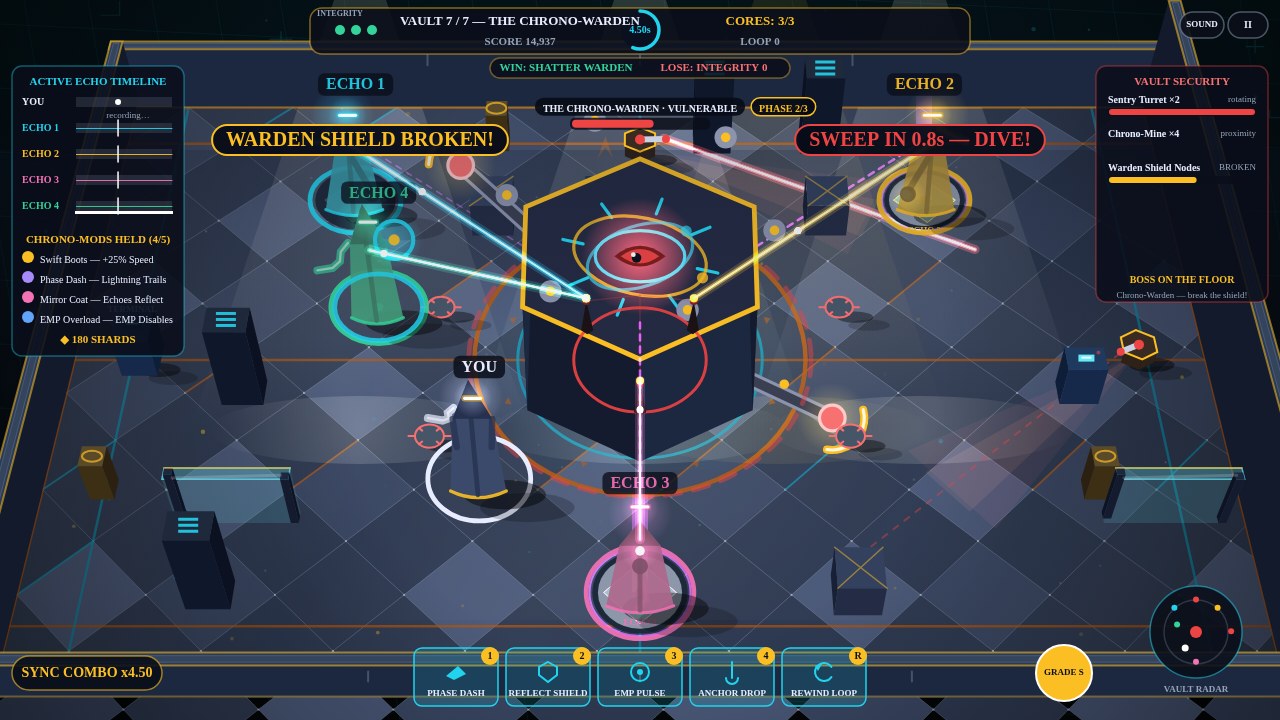 INTEGRITY
VAULT 7 / 7 — THE CHRONO-WARDEN
4.50s
CORES: 3/3
SCORE 14,937
LOOP 0
SOUND
II
WIN: SHATTER WARDEN
LOSE: INTEGRITY 0
ACTIVE ECHO TIMELINE
YOU
recording…
ECHO 1
ECHO 2
ECHO 3
ECHO 4
CHRONO-MODS HELD (4/5)
Swift Boots — +25% Speed
Phase Dash — Lightning Trails
Mirror Coat — Echoes Reflect
EMP Overload — EMP Disables
◆ 180 SHARDS
ECHO 1
ECHO 2
THE CHRONO-WARDEN · VULNERABLE
PHASE 2/3
WARDEN SHIELD BROKEN!
SWEEP IN 0.8s — DIVE!
ECHO 4
YOU
ECHO 3
VAULT SECURITY
Sentry Turret ×2
rotating
Chrono-Mine ×4
proximity
Warden Shield Nodes
BROKEN
BOSS ON THE FLOOR
Chrono-Warden — break the shield!
SYNC COMBO x4.50
1
PHASE DASH
2
REFLECT SHIELD
3
EMP PULSE
4
ANCHOR DROP
R
REWIND LOOP
GRADE S
VAULT RADAR